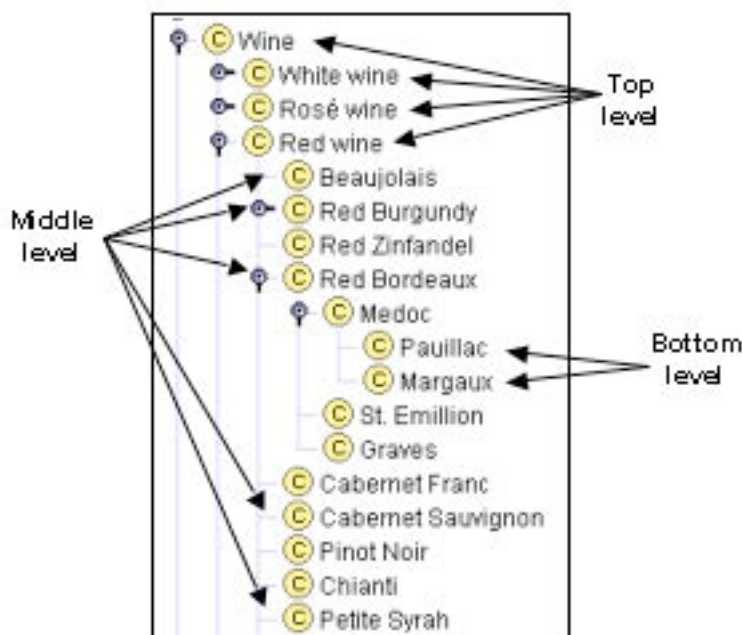 Wine
White wine
Rosé wine
Red wine
Beaujolais
Red Burgundy
Red Zinfandel
Red Bordeaux
Medoc
Pauillac
Margaux
St. Emillion
Graves
Cabernet Franc
Cabernet Sauvignon
Pinot Noir
Chianti
Petite Syrah
Top
level
Middle
level
Bottom
level